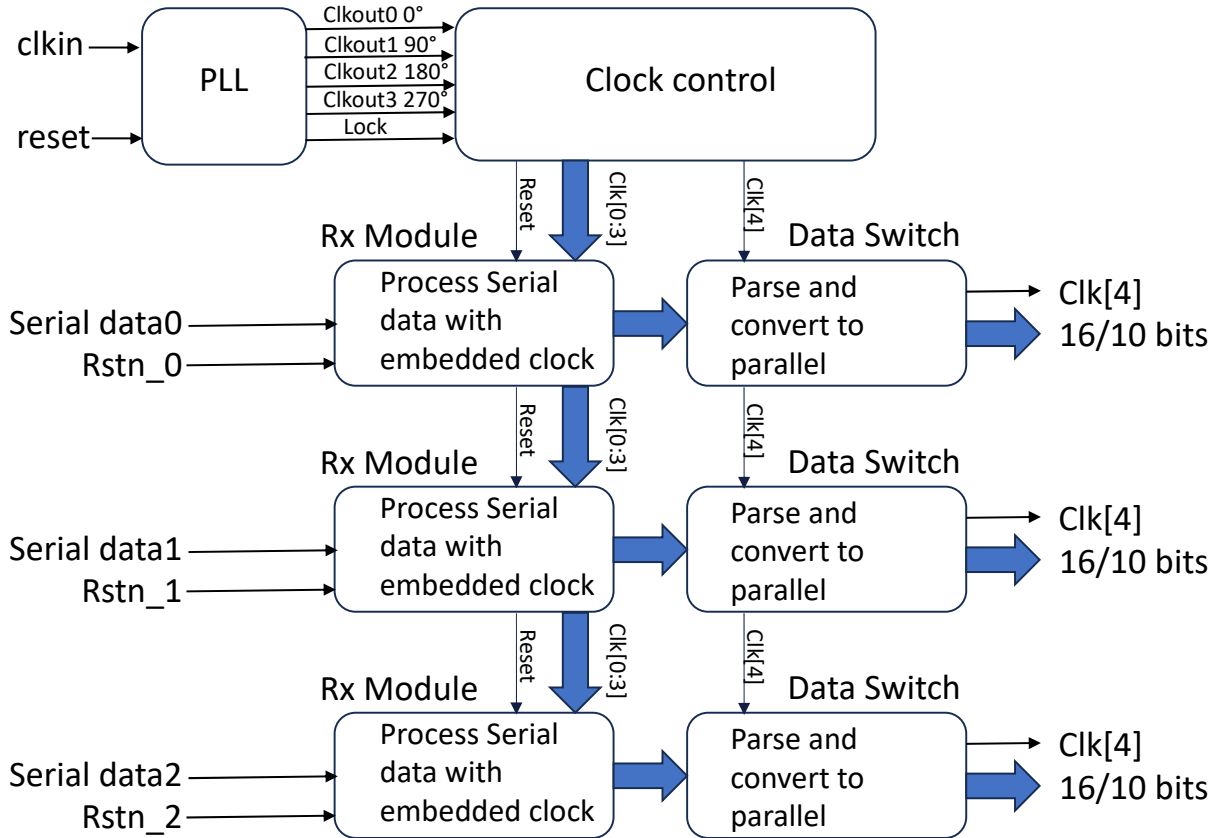 clkin
reset
PLL
Clkout0 0°
Clkout1 90°
Clkout2 180°
Clkout3 270°
Lock
Clock control
Reset
Clk[0:3]
Clk[4]
Rx Module
Data Switch
Serial data0
Rstn_0
Process Serial
data with
embedded clock
Parse and
convert to
parallel
Clk[4]
16/10 bits
Reset
Clk[0:3]
Clk[4]
Rx Module
Data Switch
Serial data1
Rstn_1
Process Serial
data with
embedded clock
Parse and
convert to
parallel
Clk[4]
16/10 bits
Reset
Clk[0:3]
Clk[4]
Rx Module
Data Switch
Serial data2
Rstn_2
Process Serial
data with
embedded clock
Parse and
convert to
parallel
Clk[4]
16/10 bits